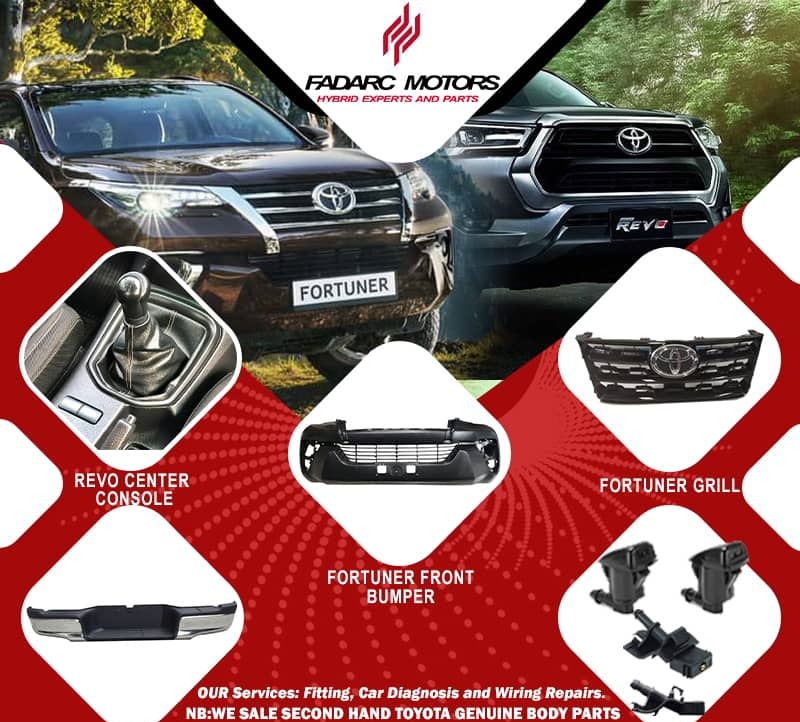 FADARC MOTORS
HYBRID EXPERTS AND PARTS
REVO
FORTUNER
REVO CENTER
CONSOLE
FORTUNER GRILL
FORTUNER FRONT
BUMPER
OUR Services: Fitting, Car Diagnosis and Wiring Repairs.
NB:WE SALE SECOND HAND TOYOTA GENUINE BODY PARTS